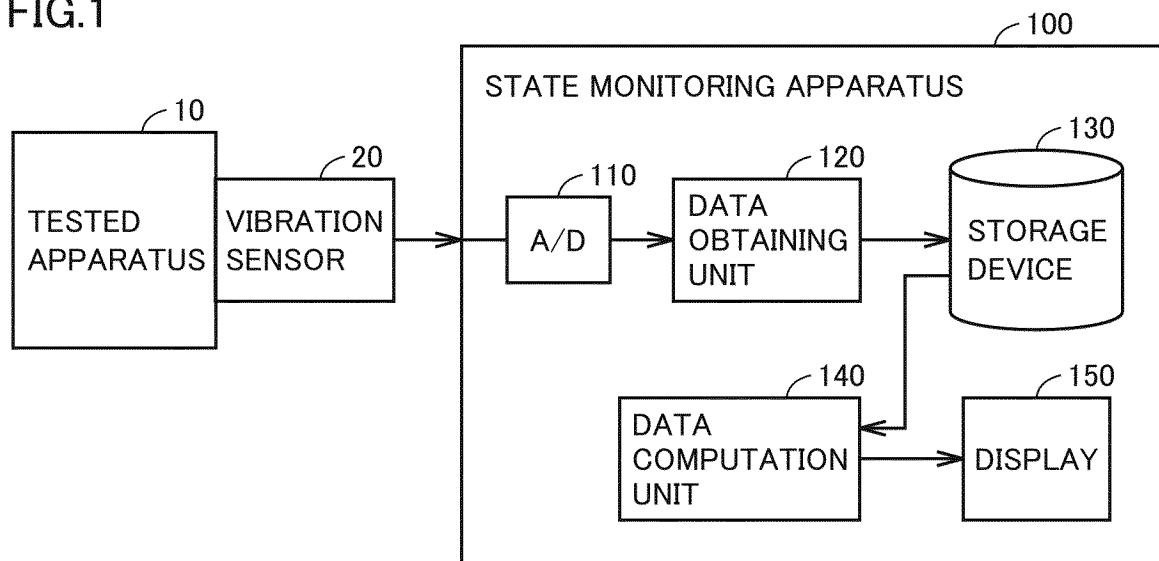 FIG.1
100
STATE MONITORING APPARATUS
10
20
110
120
130
TESTED
APPARATUS
VIBRATION
SENSOR
A/D
DATA
OBTAINING
UNIT
STORAGE
DEVICE
140
150
DATA
COMPUTATION
UNIT
DISPLAY